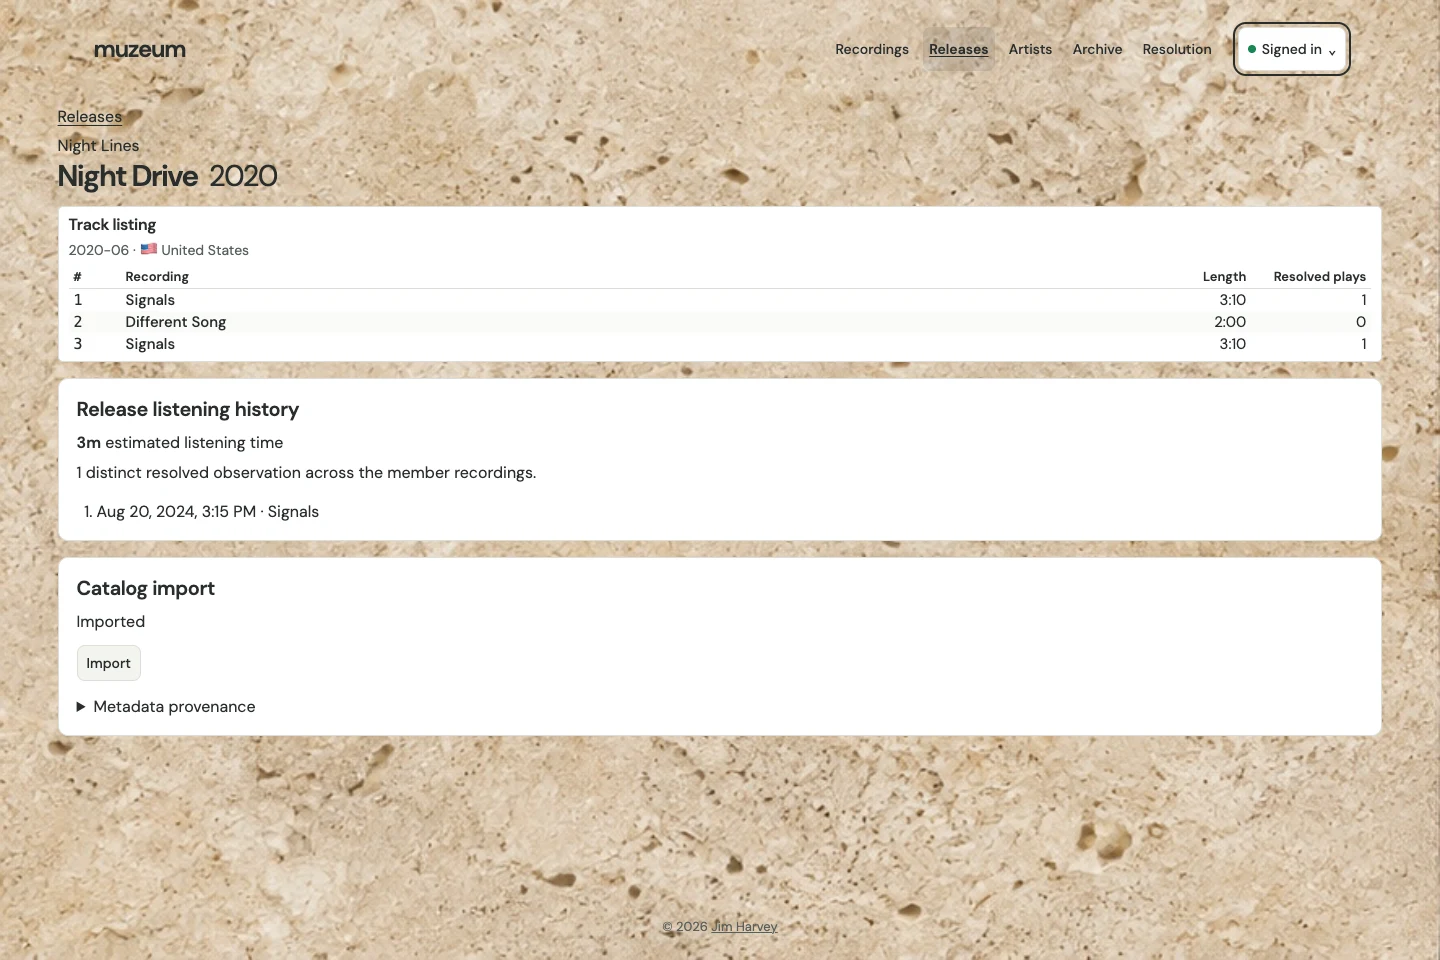 muzeum
Recordings Releases Artists Archive Resolution Signed in
Releases
Night Lines
Night Drive 2020
Track listing
2020-06 · 🇺🇸 United States
# Recording Length Resolved plays
1 Signals 3:10 1
2 Different Song 2:00 0
3 Signals 3:10 1
Release listening history
3m estimated listening time
1 distinct resolved observation across the member recordings.
1. Aug 20, 2024, 3:15 PM · Signals
Catalog import
Imported
Import
Metadata provenance
© 2026 Jim Harvey